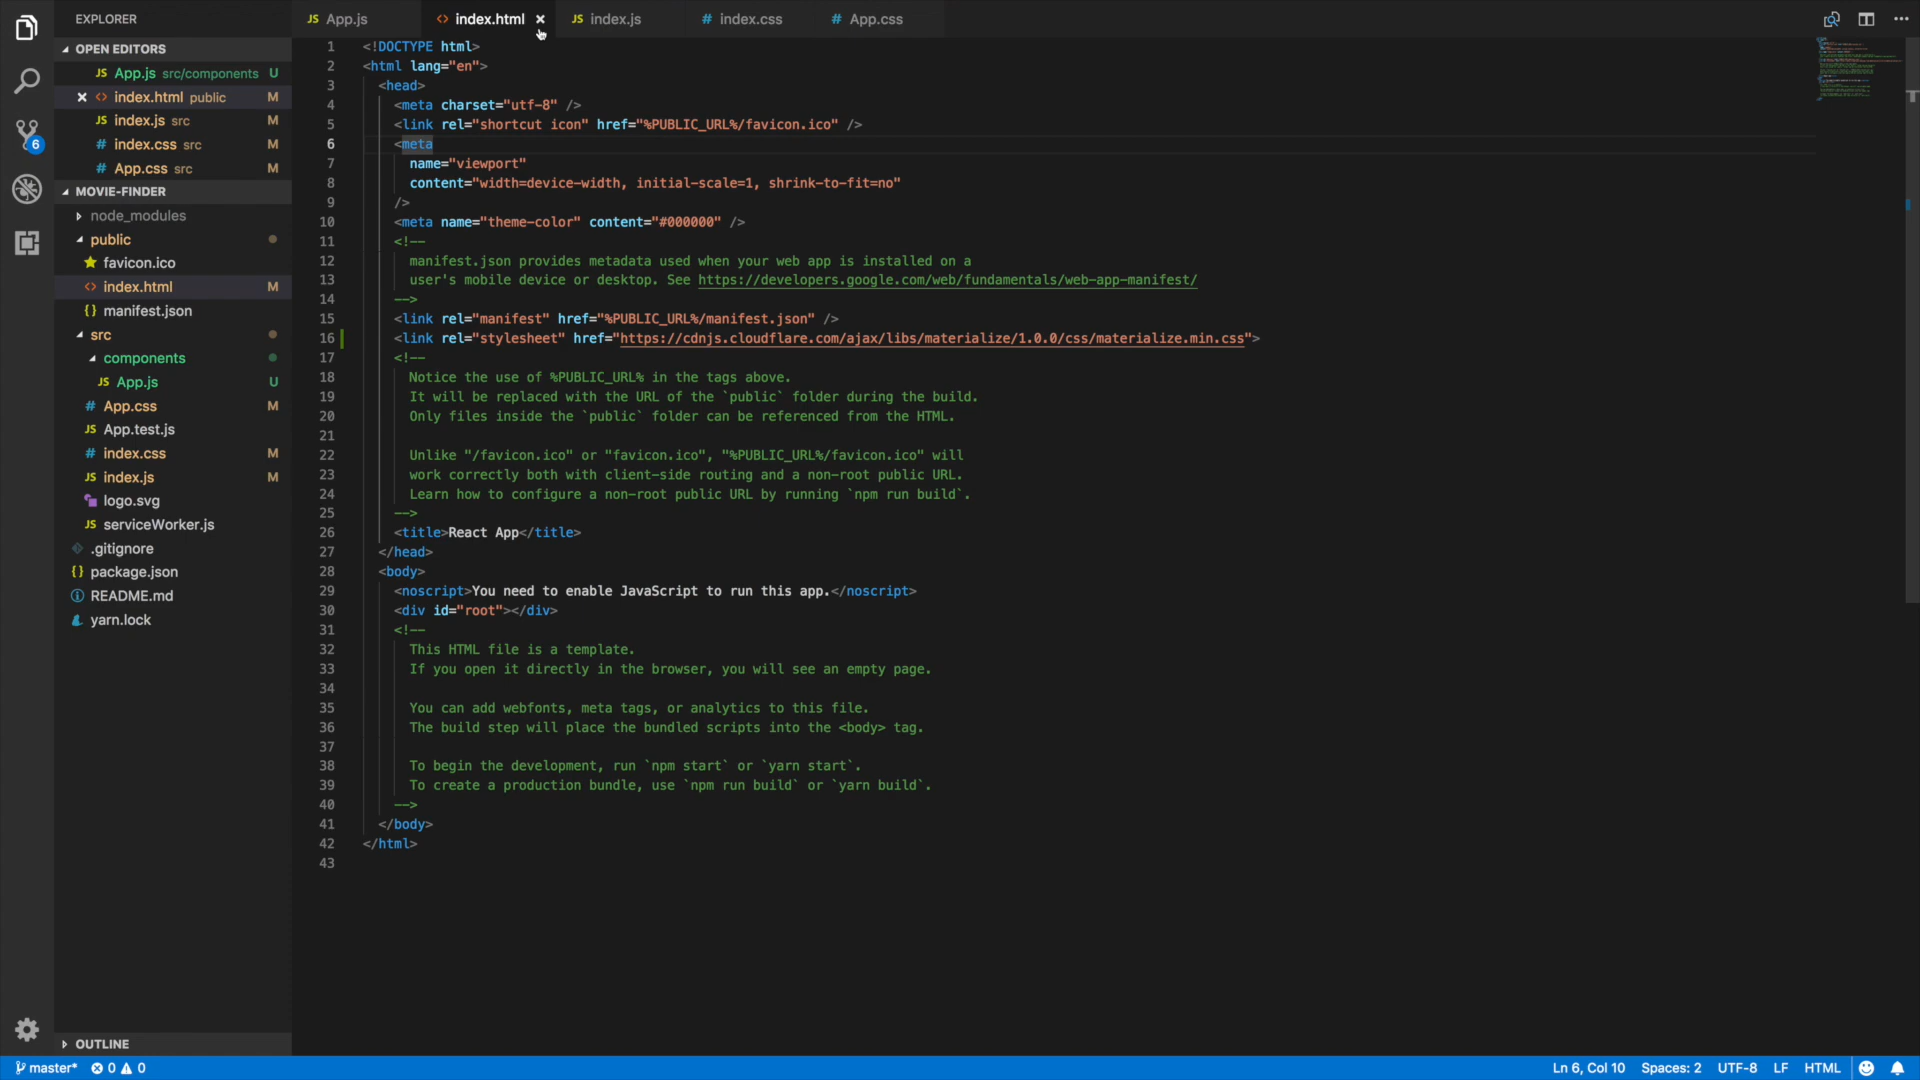 EXPLORER
OPEN EDITORS
JS App.js src/components U
<> index.html public M
JS index.js src M
# index.css src M
# App.css src M
MOVIE-FINDER
node_modules
public
favicon.ico
<> index.html M
{} manifest.json
src
components
JS App.js U
# App.css M
JS App.test.js
# index.css M
JS index.js M
logo.svg
JS serviceWorker.js
.gitignore
{} package.json
README.md
yarn.lock
OUTLINE
6
JS App.js <> index.html × JS index.js # index.css # App.css
1 <!DOCTYPE html>
2 <html lang="en">
3 <head>
4 <meta charset="utf-8" />
5 <link rel="shortcut icon" href="%PUBLIC_URL%/favicon.ico" />
6 <meta
7 name="viewport"
8 content="width=device-width, initial-scale=1, shrink-to-fit=no"
9 />
10 <meta name="theme-color" content="#000000" />
11 <!--
12 manifest.json provides metadata used when your web app is installed on a
13 user's mobile device or desktop. See https://developers.google.com/web/fundamentals/web-app-manifest/
14 -->
15 <link rel="manifest" href="%PUBLIC_URL%/manifest.json" />
16 <link rel="stylesheet" href="https://cdnjs.cloudflare.com/ajax/libs/materialize/1.0.0/css/materialize.min.css">
17 <!--
18 Notice the use of %PUBLIC_URL% in the tags above.
19 It will be replaced with the URL of the `public` folder during the build.
20 Only files inside the `public` folder can be referenced from the HTML.
21
22 Unlike "/favicon.ico" or "favicon.ico", "%PUBLIC_URL%/favicon.ico" will
23 work correctly both with client-side routing and a non-root public URL.
24 Learn how to configure a non-root public URL by running `npm run build`.
25 -->
26 <title>React App</title>
27 </head>
28 <body>
29 <noscript>You need to enable JavaScript to run this app.</noscript>
30 <div id="root"></div>
31 <!--
32 This HTML file is a template.
33 If you open it directly in the browser, you will see an empty page.
34
35 You can add webfonts, meta tags, or analytics to this file.
36 The build step will place the bundled scripts into the <body> tag.
37
38 To begin the development, run `npm start` or `yarn start`.
39 To create a production bundle, use `npm run build` or `yarn build`.
40 -->
41 </body>
42 </html>
43
master* 0 0 Ln 6, Col 10 Spaces: 2 UTF-8 LF HTML